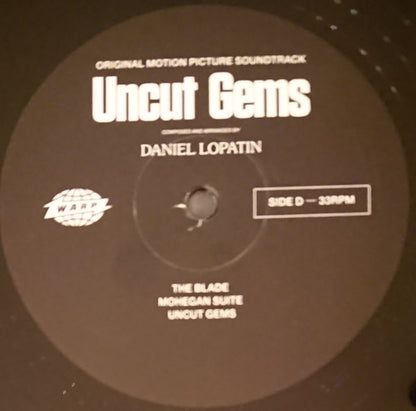 ORIGINAL MOTION PICTURE SOUNDTRACK
Uncut Gems
COMPOSED AND ARRANGED BY
DANIEL LOPATIN
WARP
SIDE D — 33RPM
THE BLADE
MOHEGAN SUITE
UNCUT GEMS